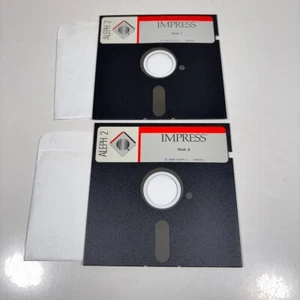 ALEPH 2
IMPRESS
Disk 1
ALEPH 2
IMPRESS
Disk 2